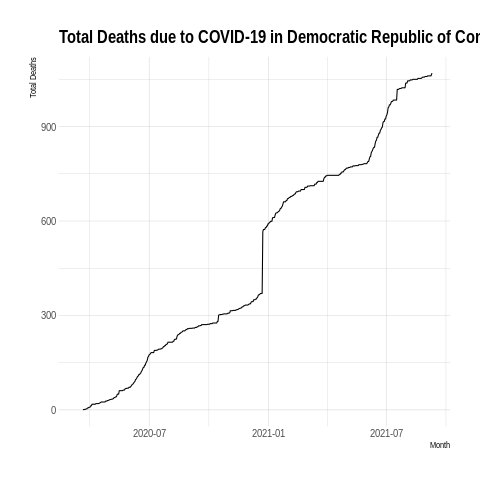 Total Deaths due to COVID-19 in Democratic Republic of Cor
Total Deaths
900
600
300
0
2020-07
2021-01
2021-07
Month